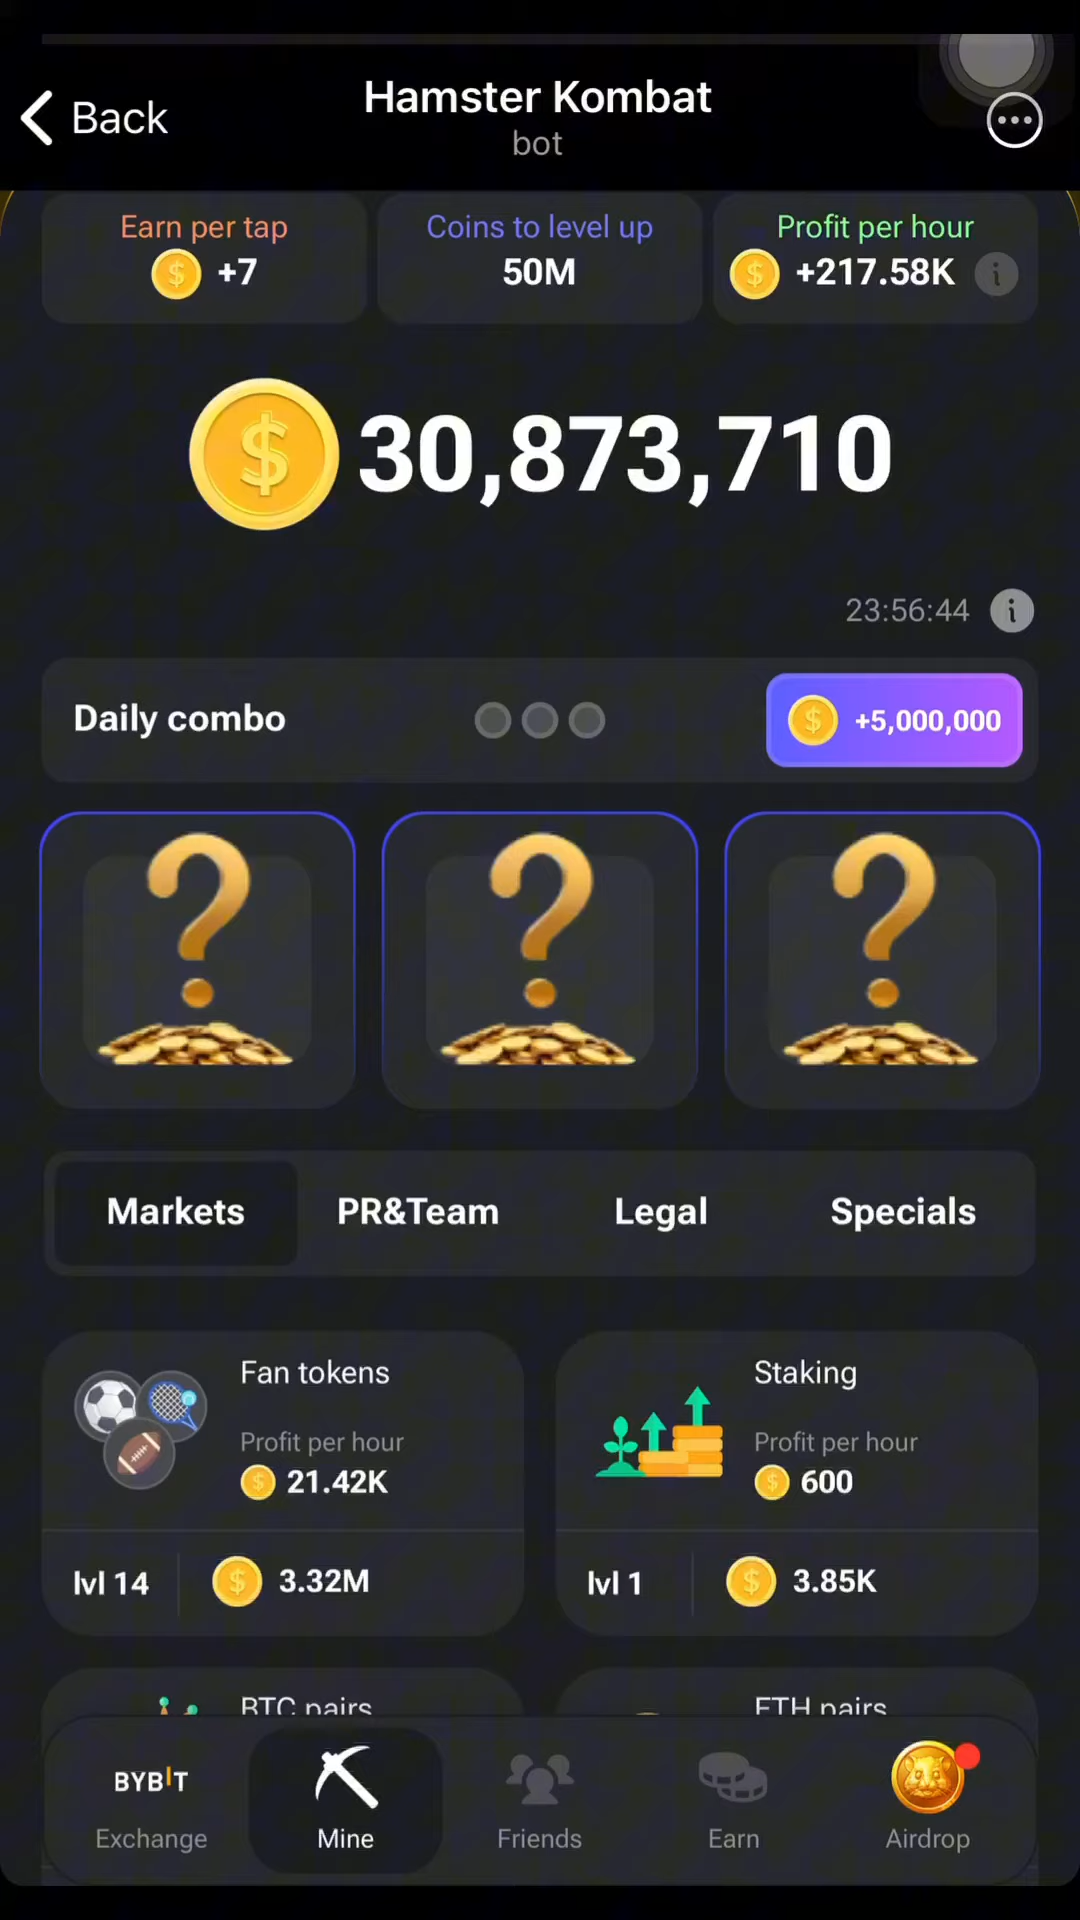 Back
Hamster Kombat
bot
Earn per tap
+7
Coins to level up
50M
Profit per hour
+217.58K
30,873,710
23:56:44
Daily combo
+5,000,000
Markets
PR&Team
Legal
Specials
Fan tokens
Profit per hour
21.42K
lvl 14
3.32M
Staking
Profit per hour
600
lvl 1
3.85K
BTC pairs
ETH pairs
BYBIT
Exchange
Mine
Friends
Earn
Airdrop